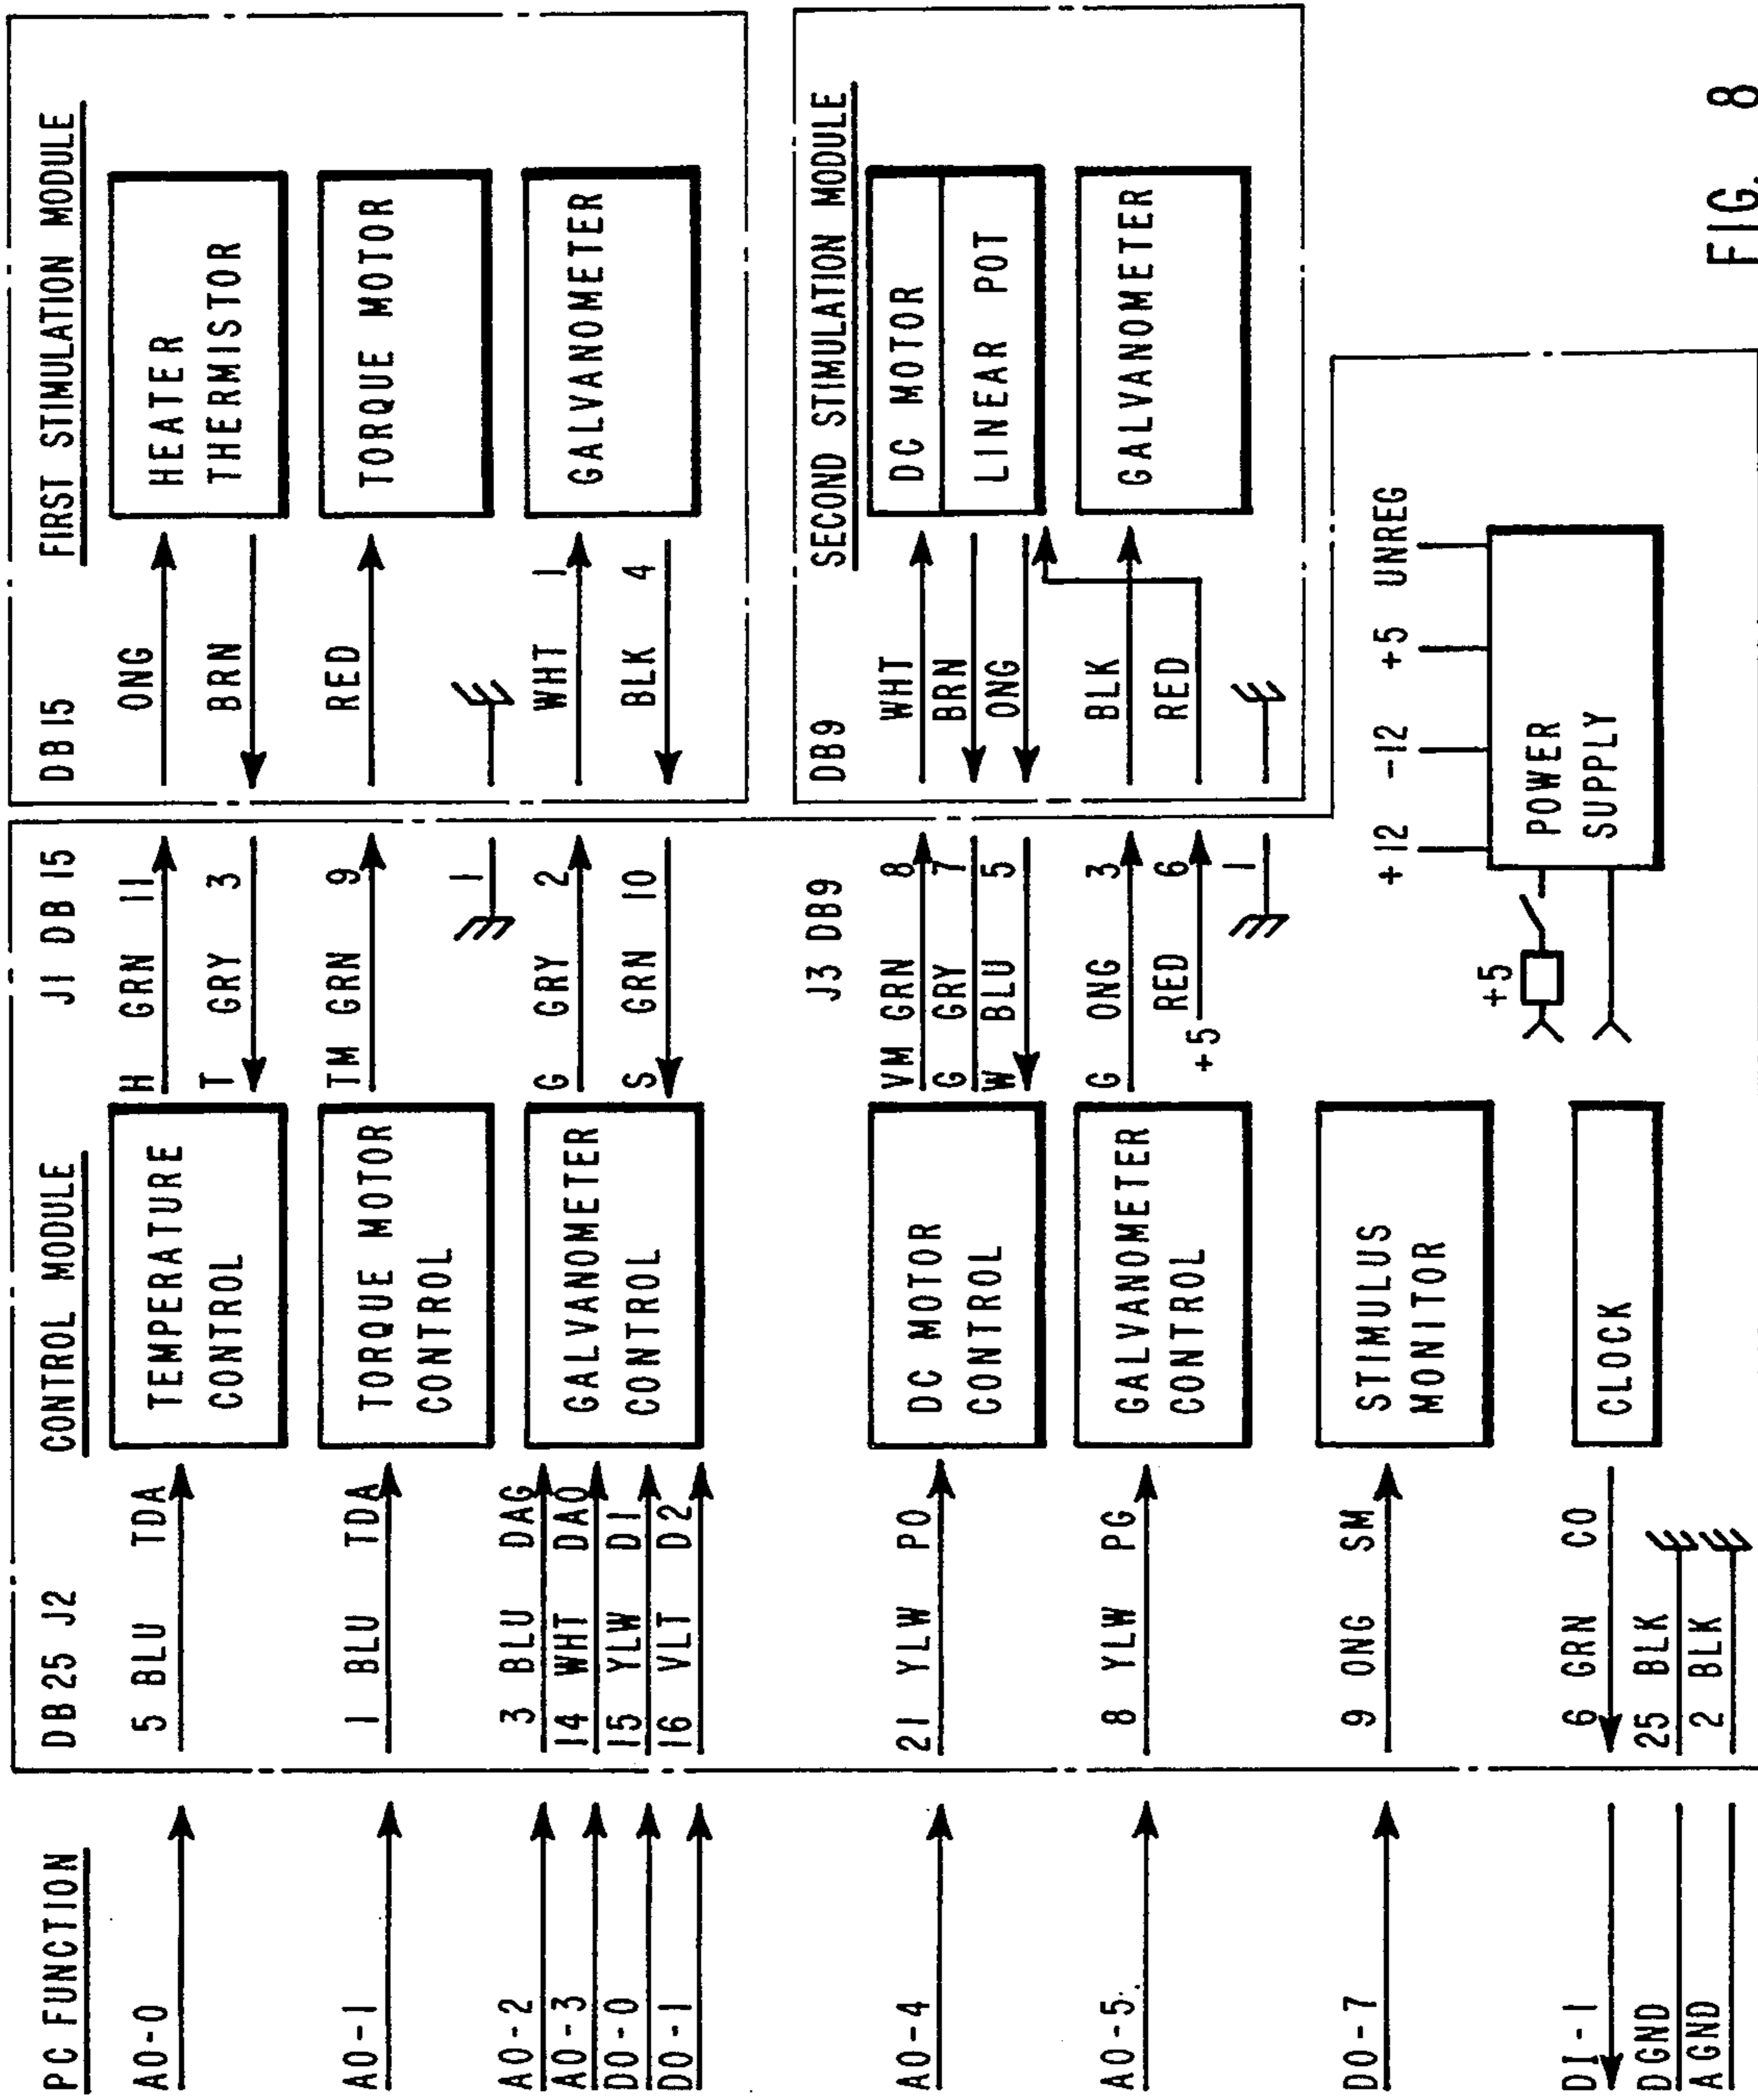 PC FUNCTION
AO-0
AO-1
AO-2
AO-3
DO-0
DO-1
AO-4
AO-5
DO-7
DI-1
DGND
AGND
DB25 J2
5 BLU TDA
1 BLU TDA
3 BLU DAG
14 WHT DAO
15 YLW D1
16 VLT D2
21 YLW PO
8 YLW PG
9 ONG SM
6 GRN CO
25 BLK
2 BLK
CONTROL MODULE
TEMPERATURE
CONTROL
TORQUE MOTOR
CONTROL
GALVANOMETER
CONTROL
DC MOTOR
CONTROL
GALVANOMETER
CONTROL
STIMULUS
MONITOR
CLOCK
J1 DB 15
H GRN 11
T GRY 3
TM GRN 9
1
G GRY 2
S GRN 10
J3 DB9
VM GRN 8
G GRY 7
W BLU 5
G ONG 3
RED 6
+5
1
+5
POWER
SUPPLY
+12
-12
+5
UNREG
DB 15
FIRST STIMULATION MODULE
ONG
BRN
RED
WHT 1
BLK 4
HEATER
THERMISTOR
TORQUE MOTOR
GALVANOMETER
DB9
SECOND STIMULATION MODULE
WHT
BRN
ONG
BLK
RED
DC MOTOR
LINEAR POT
GALVANOMETER
FIG. 8